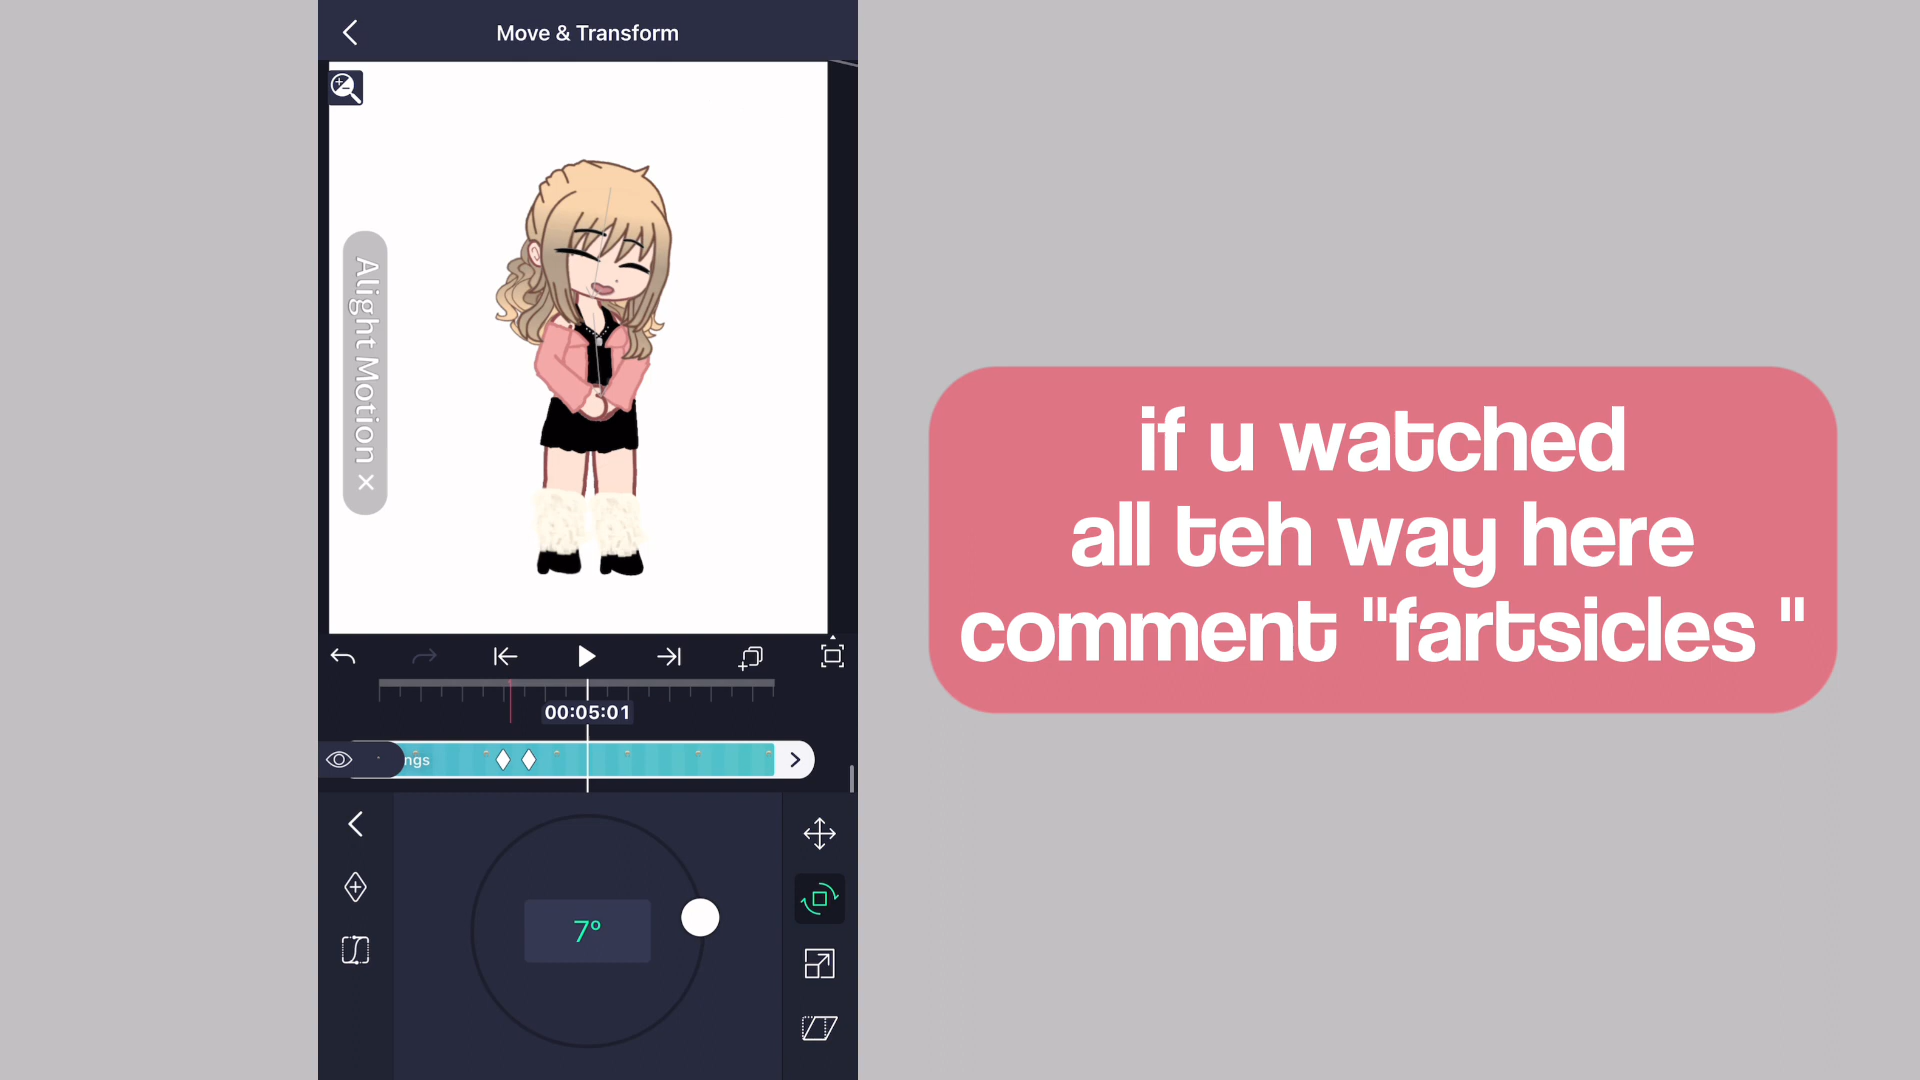 Move & Transform
Alight Motion ×
00:05:01
ngs
7°
if u watched
all teh way here
comment "fartsicles "